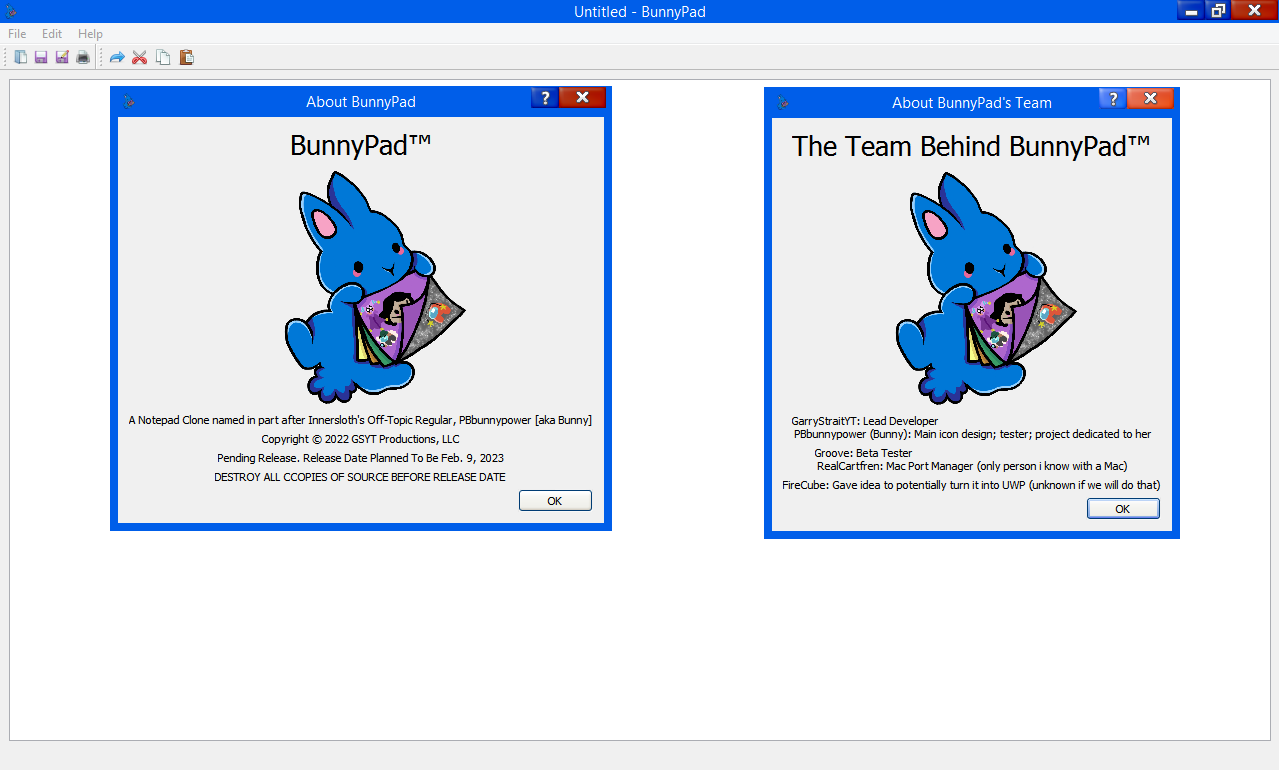 Untitled - BunnyPad
File Edit Help
About BunnyPad
?
BunnyPad™
A Notepad Clone named in part after Innersloth's Off-Topic Regular, PBbunnypower [aka Bunny]
Copyright © 2022 GSYT Productions, LLC
Pending Release. Release Date Planned To Be Feb. 9, 2023
DESTROY ALL CCOPIES OF SOURCE BEFORE RELEASE DATE
OK
About BunnyPad's Team
?
The Team Behind BunnyPad™
GarryStraitYT: Lead Developer
PBbunnypower (Bunny): Main icon design; tester; project dedicated to her
Groove: Beta Tester
RealCartfren: Mac Port Manager (only person i know with a Mac)
FireCube: Gave idea to potentially turn it into UWP (unknown if we will do that)
OK